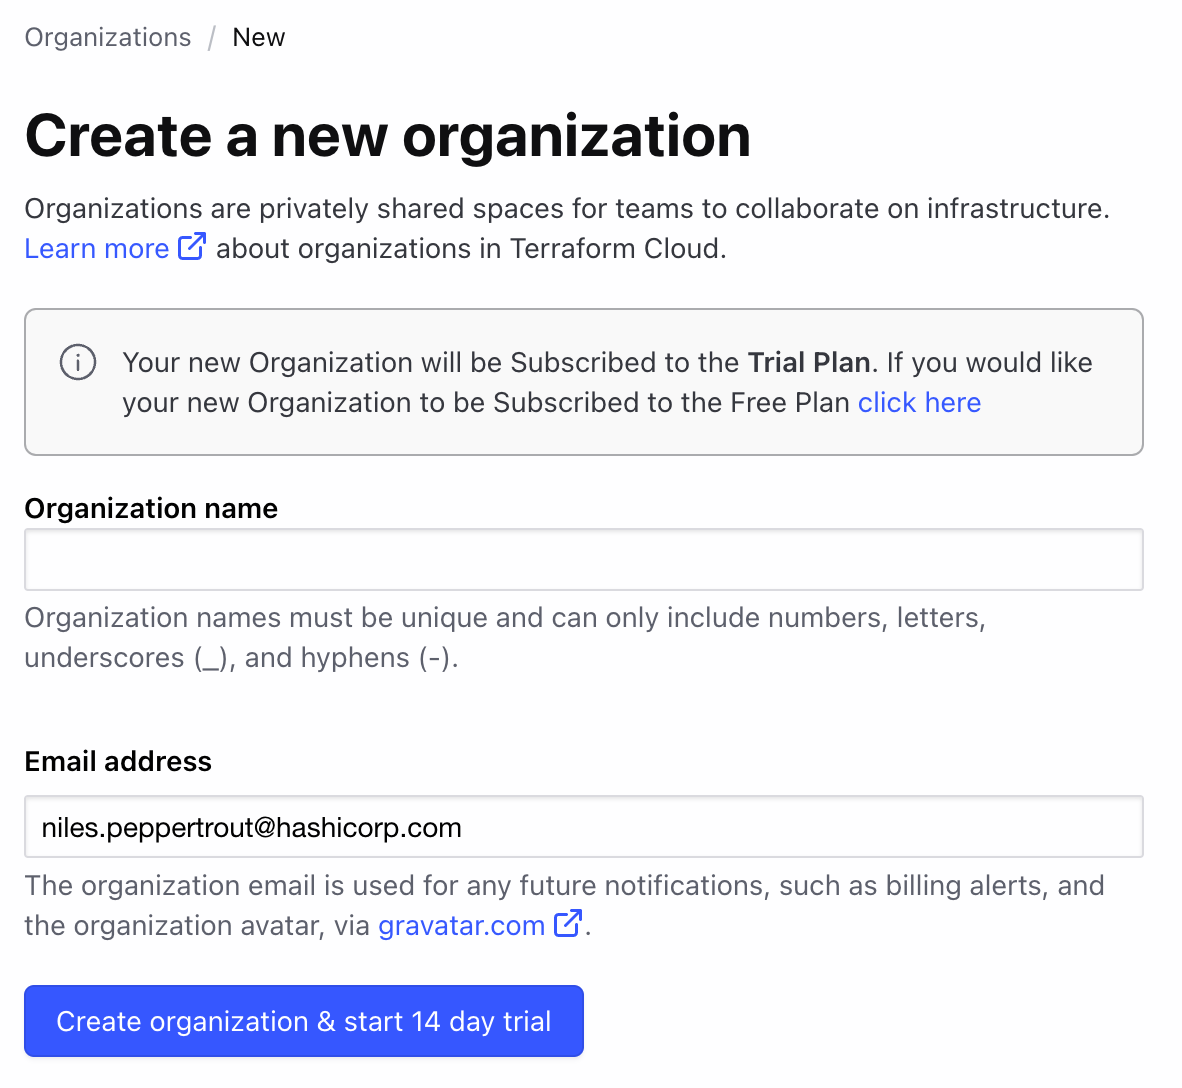 Organizations / New
Create a new organization
Organizations are privately shared spaces for teams to collaborate on infrastructure.
Learn more about organizations in Terraform Cloud.
Your new Organization will be Subscribed to the Trial Plan. If you would like
your new Organization to be Subscribed to the Free Plan click here
Organization name
Organization names must be unique and can only include numbers, letters,
underscores (_), and hyphens (-).
Email address
niles.peppertrout@hashicorp.com
The organization email is used for any future notifications, such as billing alerts, and
the organization avatar, via gravatar.com.
Create organization & start 14 day trial